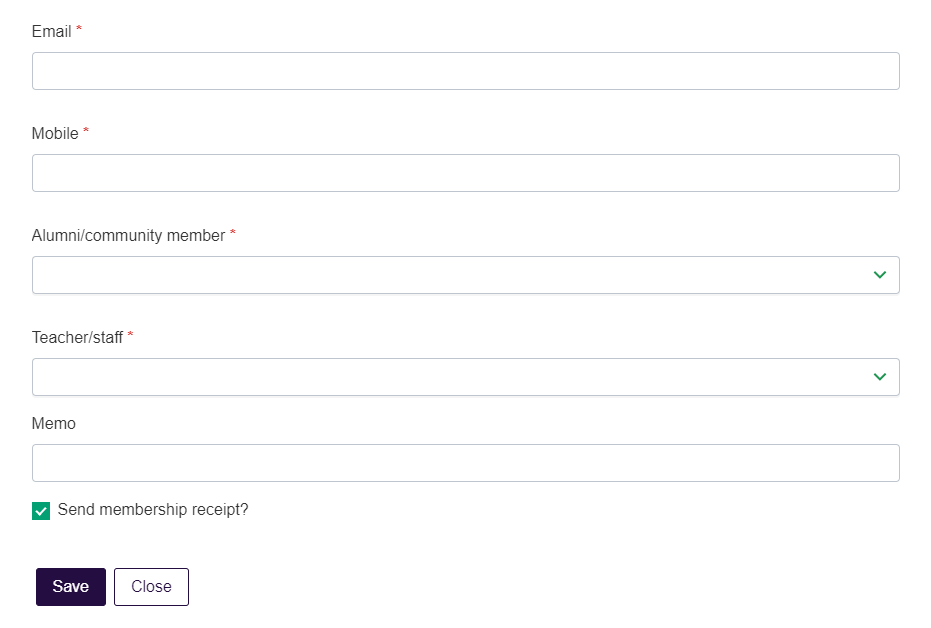 Email *
Mobile *
Alumni/community member *
Teacher/staff *
Memo
Send membership receipt?
Save Close